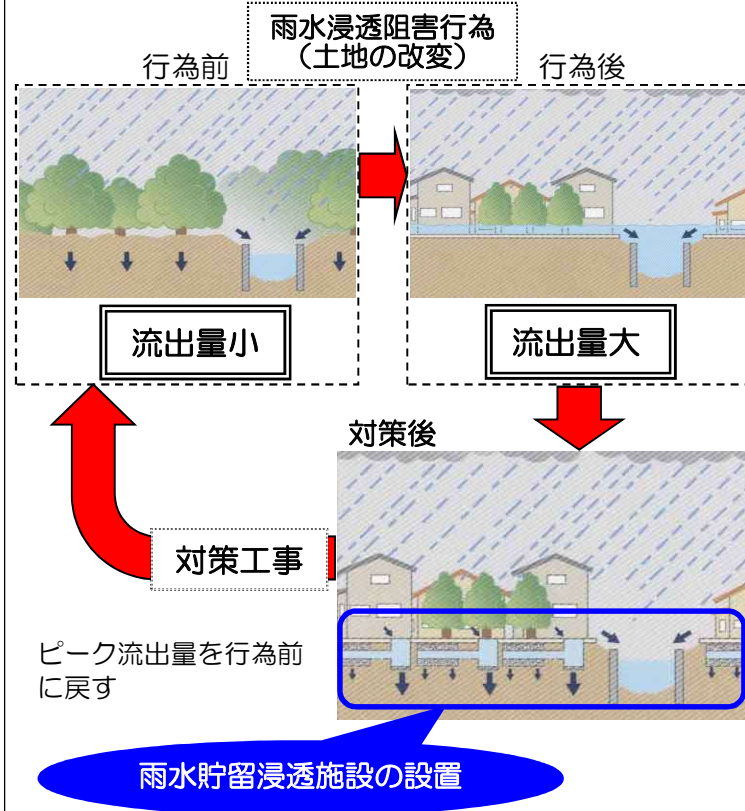 雨水浸透阻害行為
（土地の改変）
行為前
行為後
流出量小
流出量大
対策後
対策工事
ピーク流出量を行為前
に戻す
雨水貯留浸透施設の設置